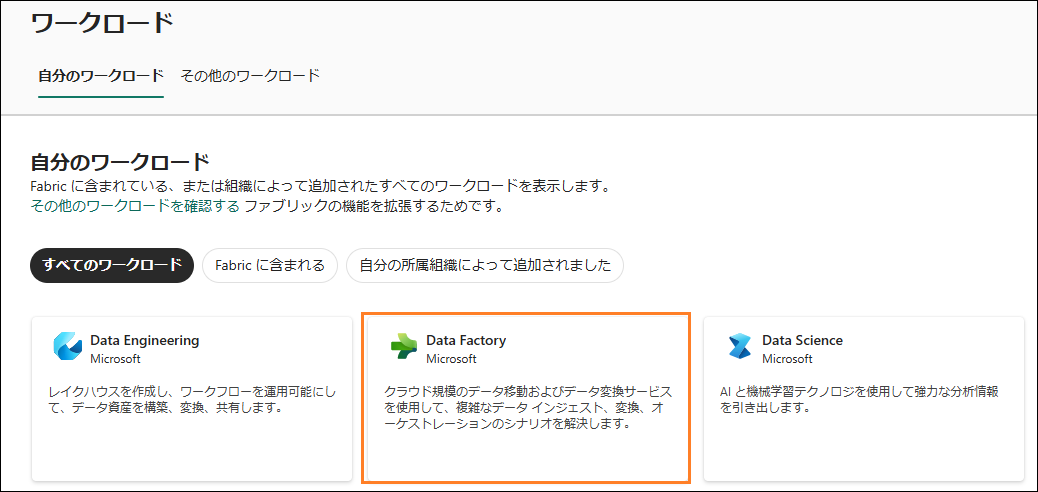 ワークロード
自分のワークロード その他のワークロード
自分のワークロード
Fabric に含まれている、または組織によって追加されたすべてのワークロードを表示します。
その他のワークロードを確認する ファブリックの機能を拡張するためです。
すべてのワークロード Fabric に含まれる 自分の所属組織によって追加されました
Data Engineering
Microsoft
レイクハウスを作成し、ワークフローを運用可能にし
て、データ資産を構築、変換、共有します。
Data Factory
Microsoft
クラウド規模のデータ移動およびデータ変換サービス
を使用して、複雑なデータ インジェスト、変換、オ
ーケストレーションのシナリオを解決します。
Data Science
Microsoft
AI と機械学習テクノロジを使用して強力な分析情報
を引き出します。